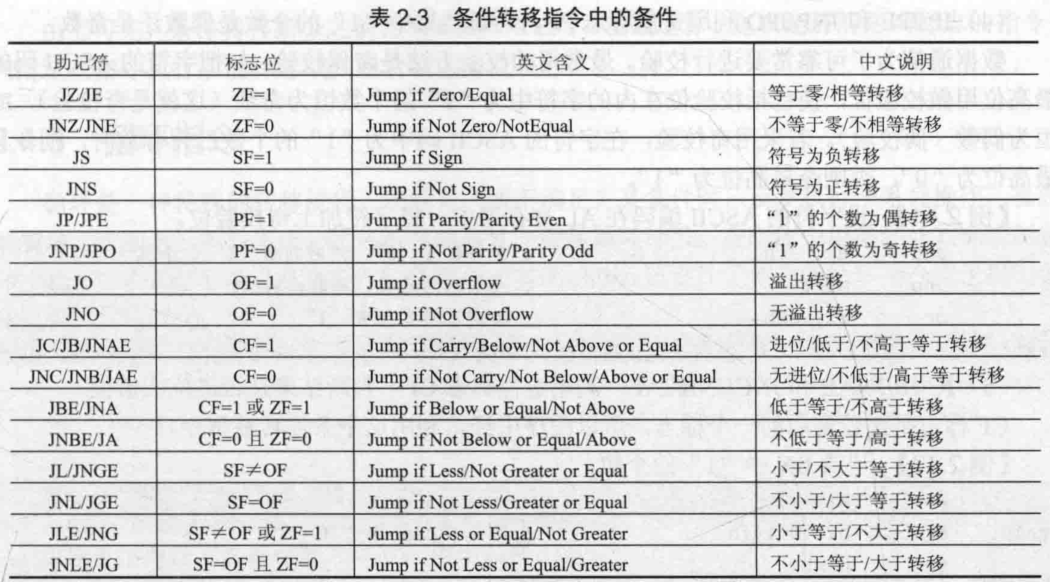 表 2-3 条件转移指令中的条件
助记符 标志位 英文含义 中文说明
JZ/JE ZF=1 Jump if Zero/Equal 等于零/相等转移
JNZ/JNE ZF=0 Jump if Not Zero/NotEqual 不等于零/不相等转移
JS SF=1 Jump if Sign 符号为负转移
JNS SF=0 Jump if Not Sign 符号为正转移
JP/JPE PF=1 Jump if Parity/Parity Even “1”的个数为偶转移
JNP/JPO PF=0 Jump if Not Parity/Parity Odd “1”的个数为奇转移
JO OF=1 Jump if Overflow 溢出转移
JNO OF=0 Jump if Not Overflow 无溢出转移
JC/JB/JNAE CF=1 Jump if Carry/Below/Not Above or Equal 进位/低于/不高于等于转移
JNC/JNB/JAE CF=0 Jump if Not Carry/Not Below/Above or Equal 无进位/不低于/高于等于转移
JBE/JNA CF=1 或 ZF=1 Jump if Below or Equal/Not Above 低于等于/不高于转移
JNBE/JA CF=0 且 ZF=0 Jump if Not Below or Equal/Above 不低于等于/高于转移
JL/JNGE SF≠OF Jump if Less/Not Greater or Equal 小于/不大于等于转移
JNL/JGE SF=OF Jump if Not Less/Greater or Equal 不小于/大于等于转移
JLE/JNG SF≠OF 或 ZF=1 Jump if Less or Equal/Not Greater 小于等于/不大于转移
JNLE/JG SF=OF 且 ZF=0 Jump if Not Less or Equal/Greater 不小于等于/大于转移